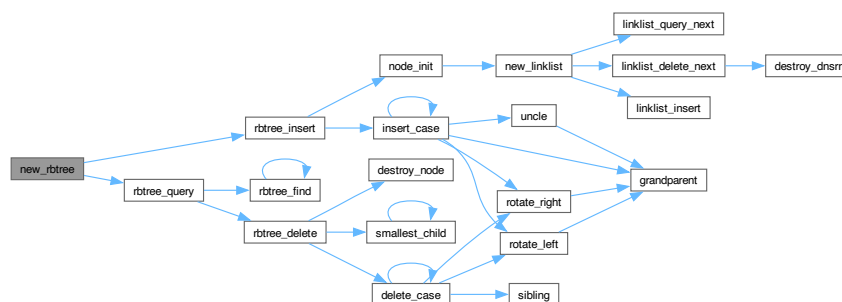 linklist_query_next
node_init
new_linklist
linklist_delete_next
destroy_dnsrr
linklist_insert
uncle
rbtree_insert
insert_case
new_rbtree
destroy_node
grandparent
rbtree_query
rbtree_find
rotate_right
rbtree_delete
smallest_child
rotate_left
delete_case
sibling